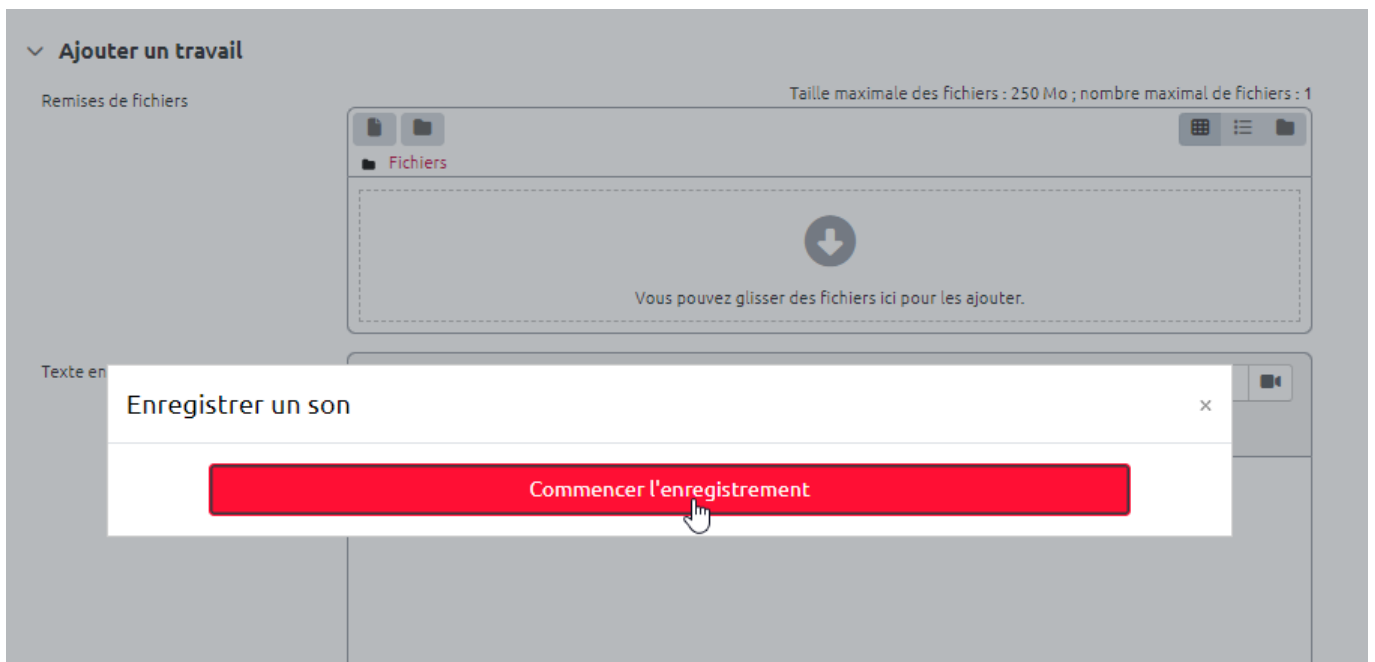 Ajouter un travail
Remises de fichiers
Taille maximale des fichiers : 250 Mo ; nombre maximal de fichiers : 1
Fichiers
Vous pouvez glisser des fichiers ici pour les ajouter.
Texte en
Enregistrer un son
×
Commencer l'enregistrement